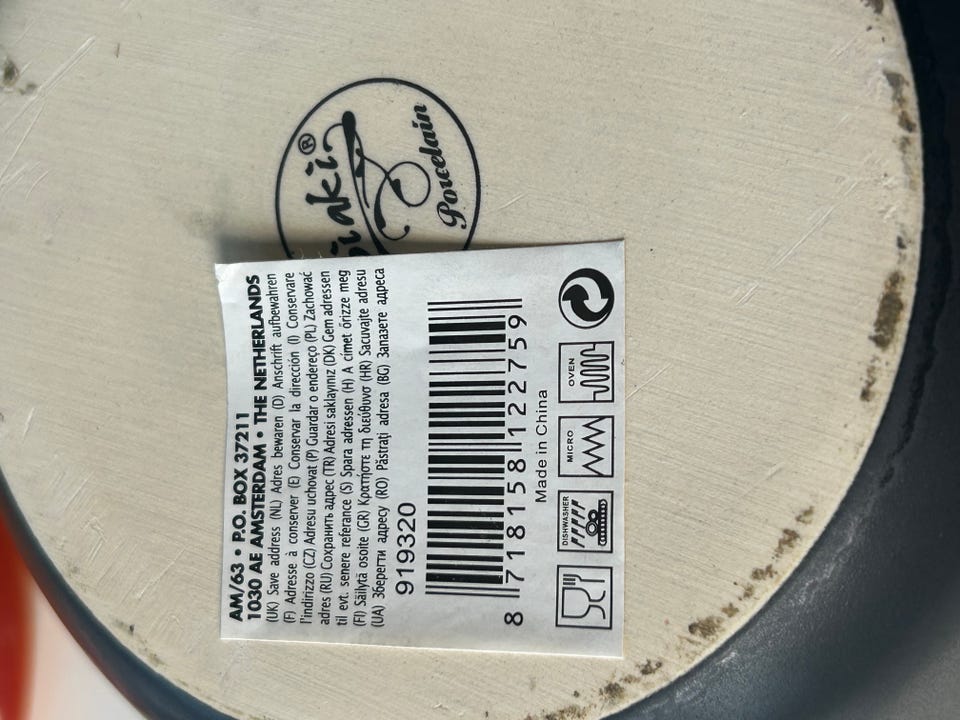 Porcelain
AM/63 • P.O. BOX 37211
1030 AE AMSTERDAM • THE NETHERLANDS
(UK) Save address (NL) Adres bewaren (D) Anschrift aufbewahren
(F) Adresse à conserver (E) Conservar la dirección (I) Conservare
l'indirizzo (CZ) Adresu uchovat (P) Guardar o endereço (PL) Zachować
adres (RU) Сохранить адрес (TR) Adresi saklayınız (DK) Gem adressen
til evt. senere referance (S) Spara adressen (H) A címet őrizze meg
(FI) Säilytä osoite (GR) Κρατήστε τη διεύθυνσ (HR) Sacuvajte adresu
(UA) Зберегти адресу (RO) Păstrați adresa (BG) Запазете адреса
919320
8 718158 122759
Made in China
DISHWASHER
MICRO
OVEN